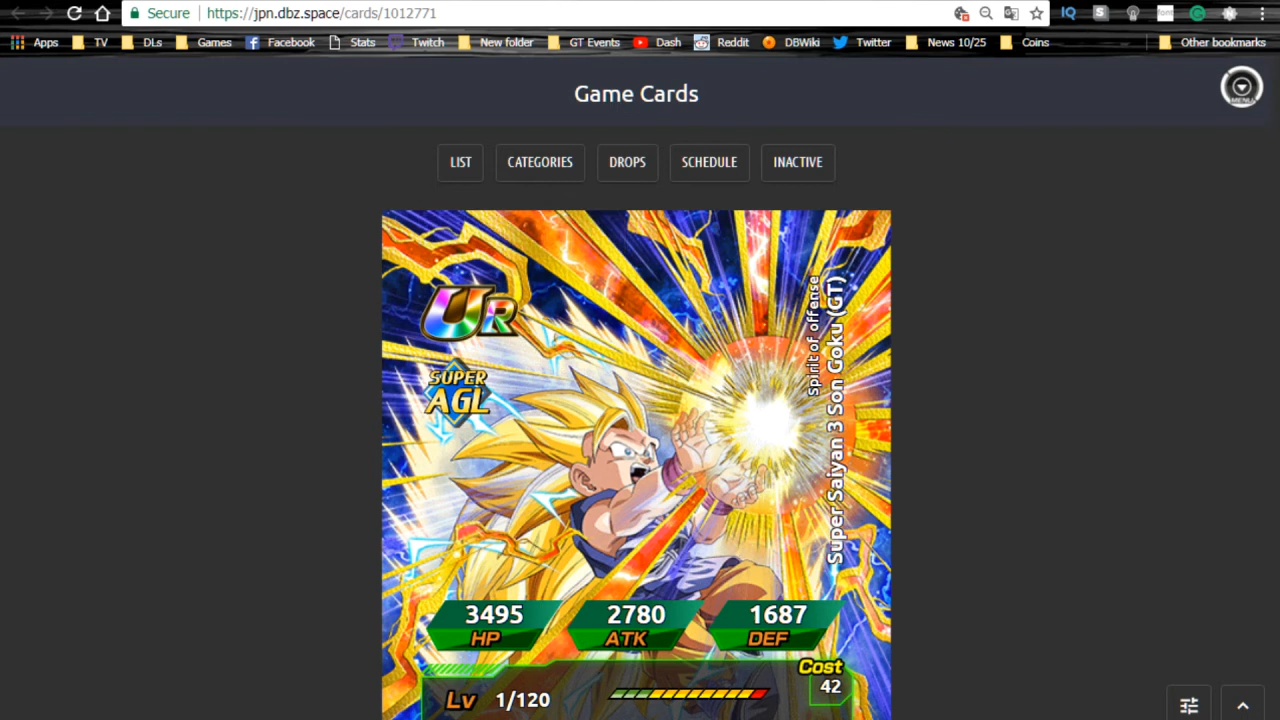 Secure https://jpn.dbz.space/cards/1012771
Apps TV DLs Games Facebook Stats Twitch New folder GT Events Dash Reddit DBWiki Twitter News 10/25 Coins Other bookmarks
Game Cards
MENU
LIST CATEGORIES DROPS SCHEDULE INACTIVE
UR
SUPER
AGL
Spirit of offense
Super Saiyan 3 Son Goku (GT)
3495 2780 1687
HP ATK DEF
Cost
42
Lv 1/120